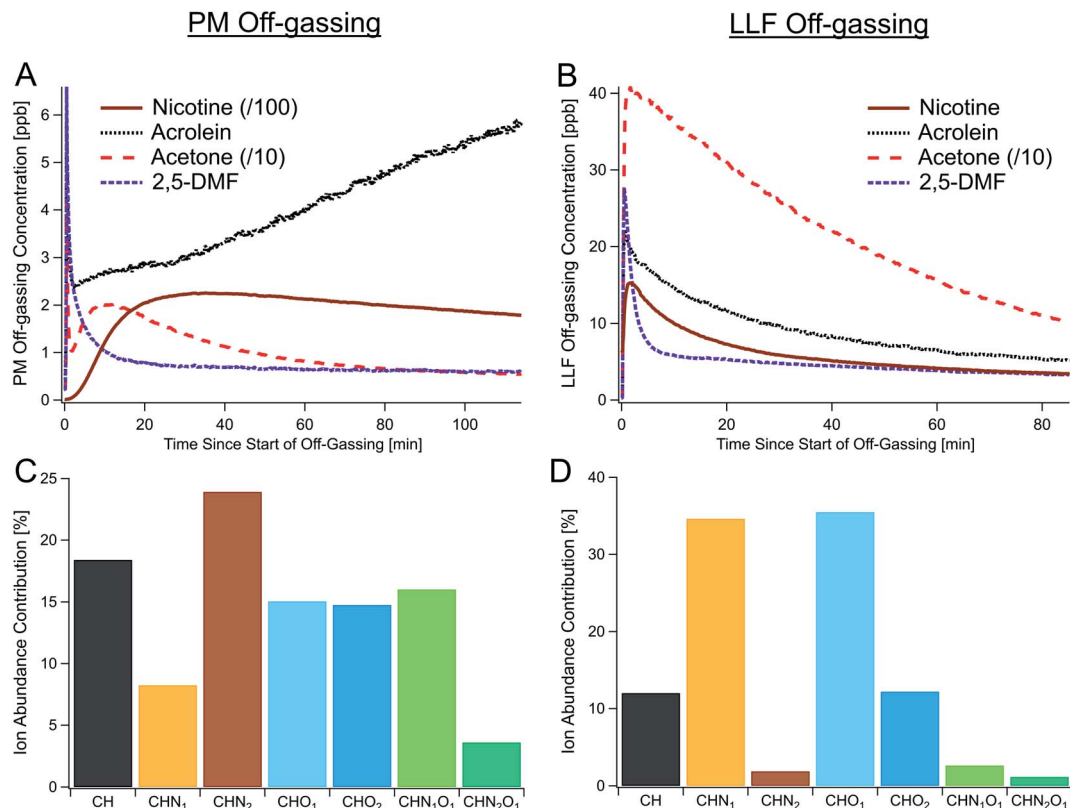 PM Off-gassing
LLF Off-gassing
A
Nicotine (/100)
Acrolein
Acetone (/10)
2,5-DMF
PM Off-gassing Concentration [ppb]
6
5
4
3
2
1
0
0 20 40 60 80 100
Time Since Start of Off-Gassing [min]
B
Nicotine
Acrolein
Acetone (/10)
2,5-DMF
LLF Off-gassing Concentration [ppb]
40
30
20
10
0
0 20 40 60 80
Time Since Start of Off-Gassing [min]
C
Ion Abundance Contribution [%]
25
20
15
10
5
0
CH CHN₁ CHN₂ CHO₁ CHO₂ CHN₁O₁ CHN₂O₁
D
Ion Abundance Contribution [%]
40
30
20
10
0
CH CHN₁ CHN₂ CHO₁ CHO₂ CHN₁O₁ CHN₂O₁